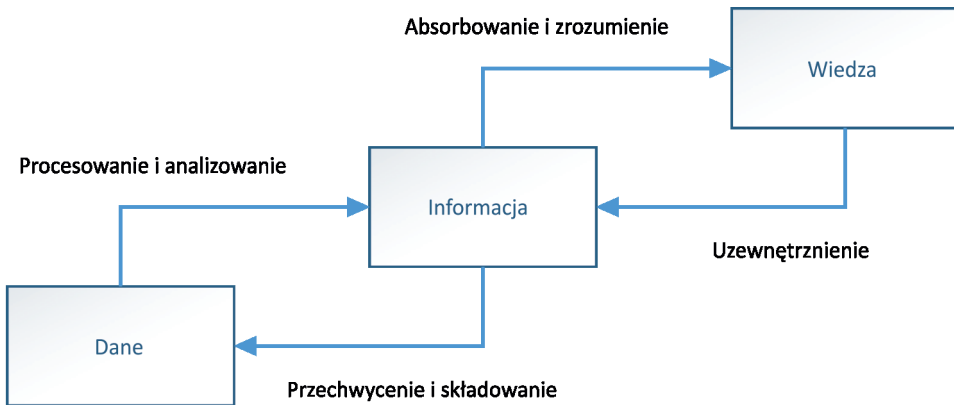 Absorbowanie i zrozumienie
Wiedza
Procesowanie i analizowanie
Informacja
Uzewnętrznienie
Dane
Przechwycenie i składowanie